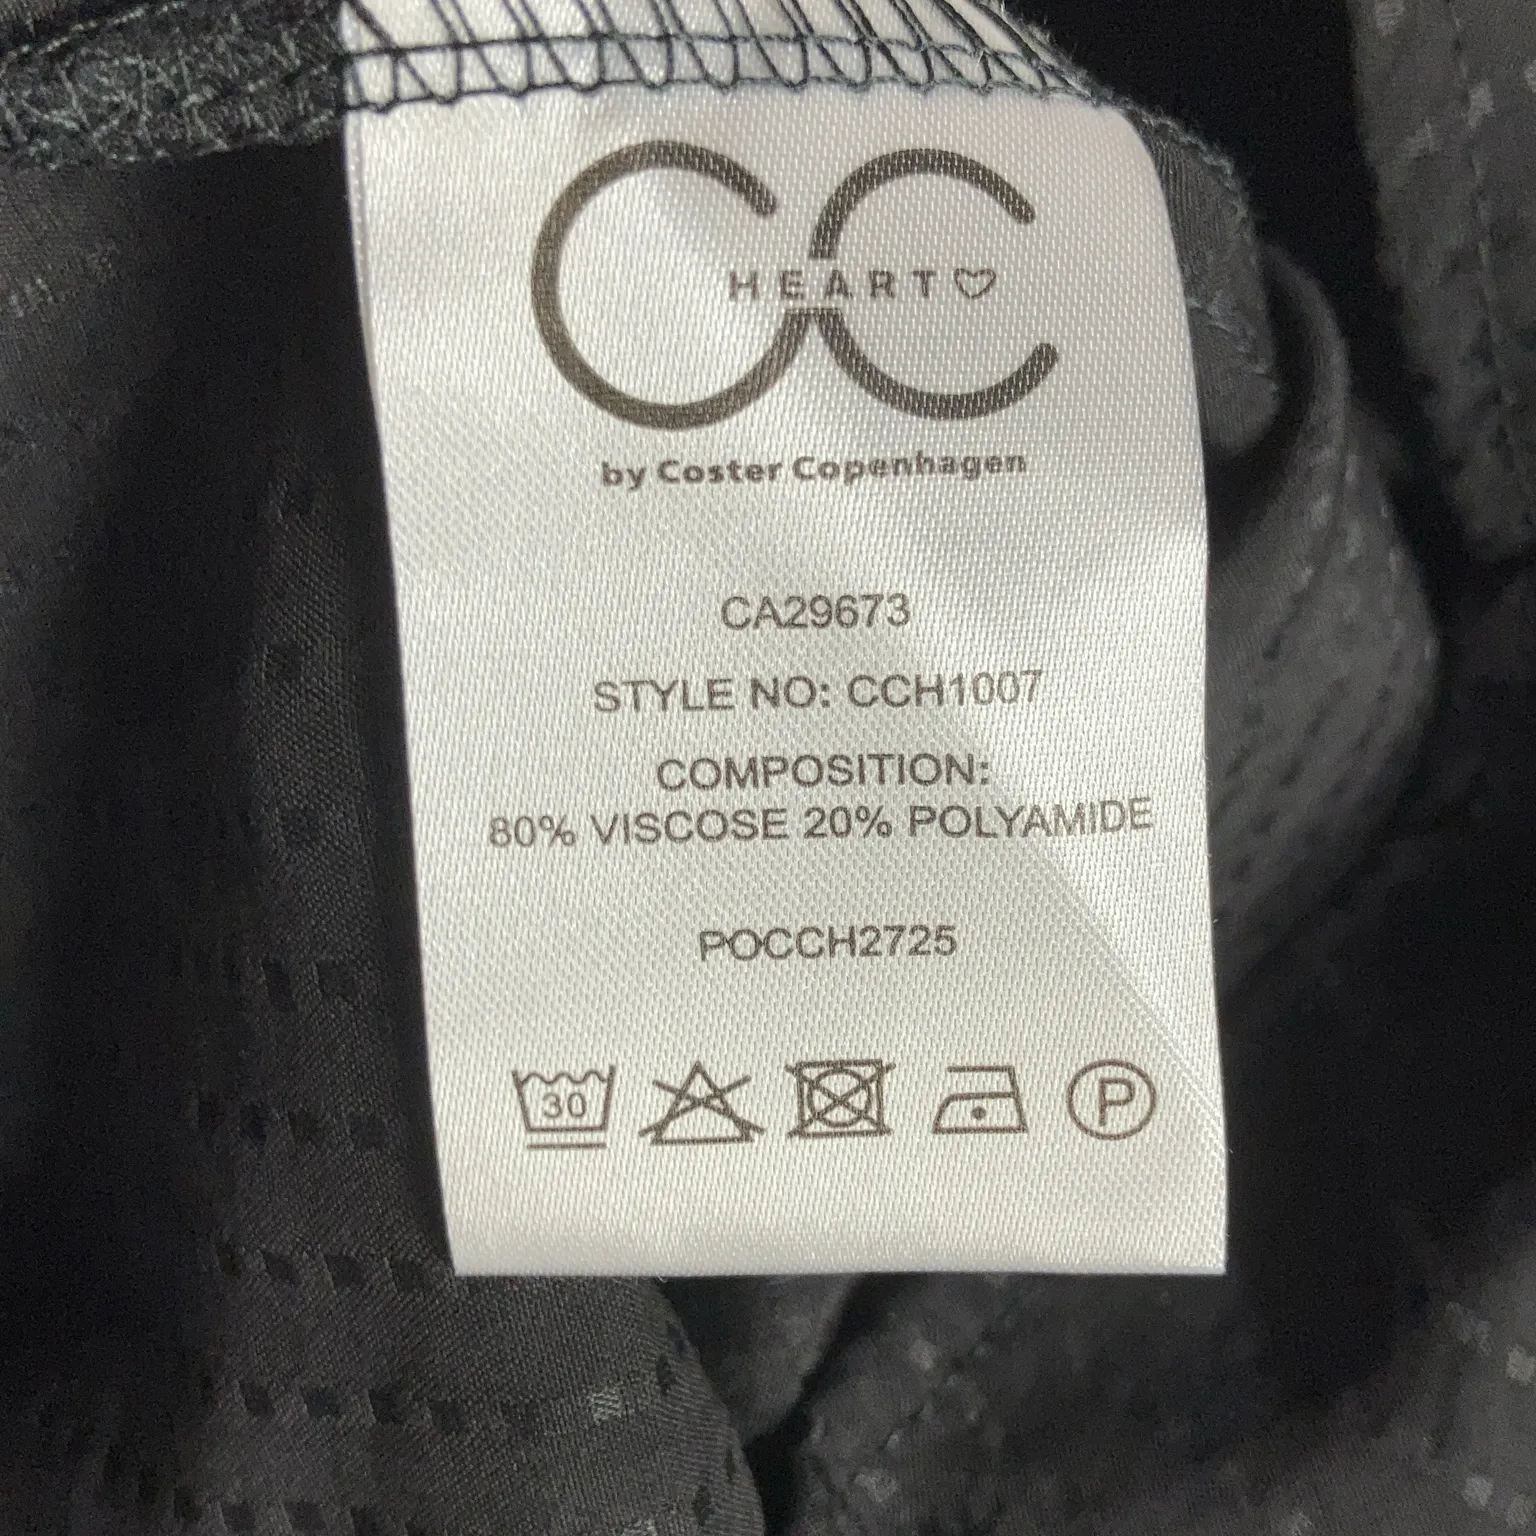 CC
HEART♡
by Coster Copenhagen
CA29673
STYLE NO: CCH1007
COMPOSITION:
80% VISCOSE 20% POLYAMIDE
POCCH2725
30 P